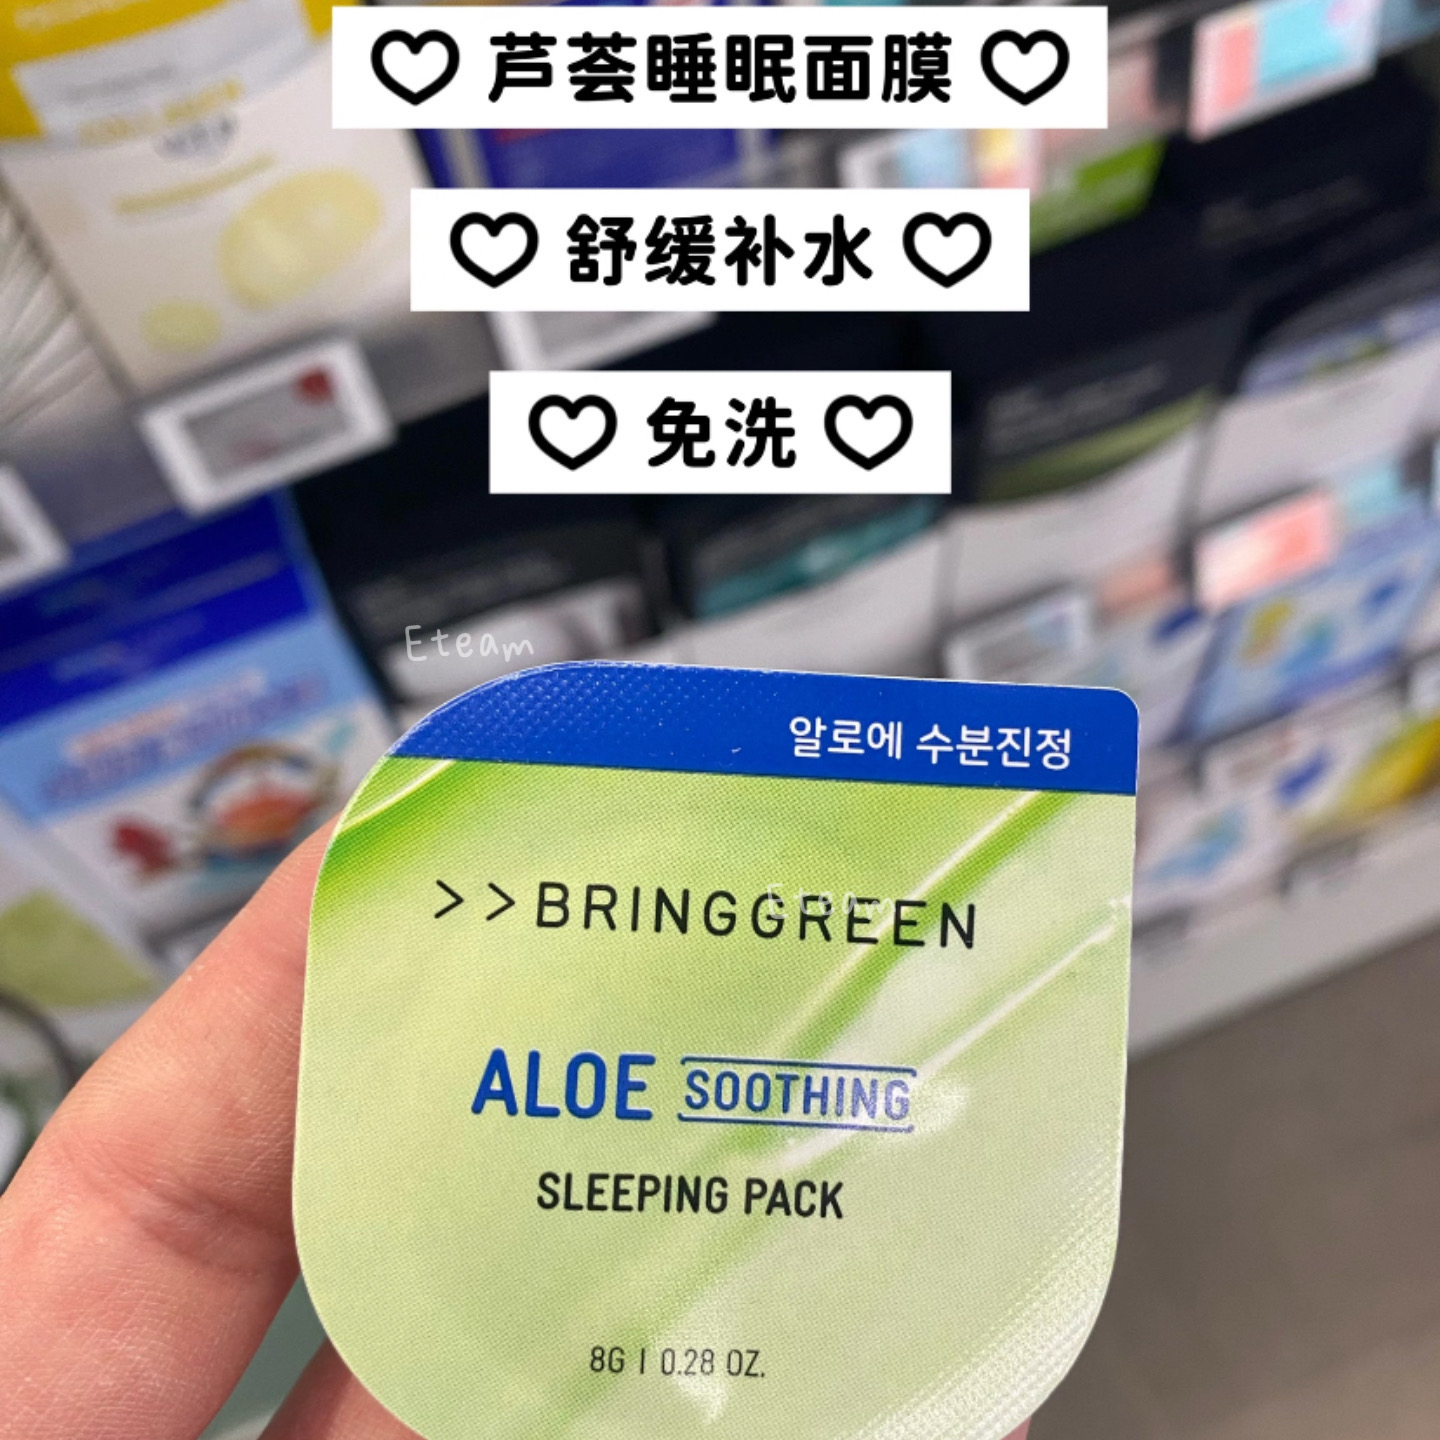 ♡ 芦荟睡眠面膜 ♡
♡ 舒缓补水 ♡
♡ 免洗 ♡
Eteam
알로에 수분진정
>>BRINGGREEN
Eteam
ALOE SOOTHING
SLEEPING PACK
8G | 0.28 OZ.